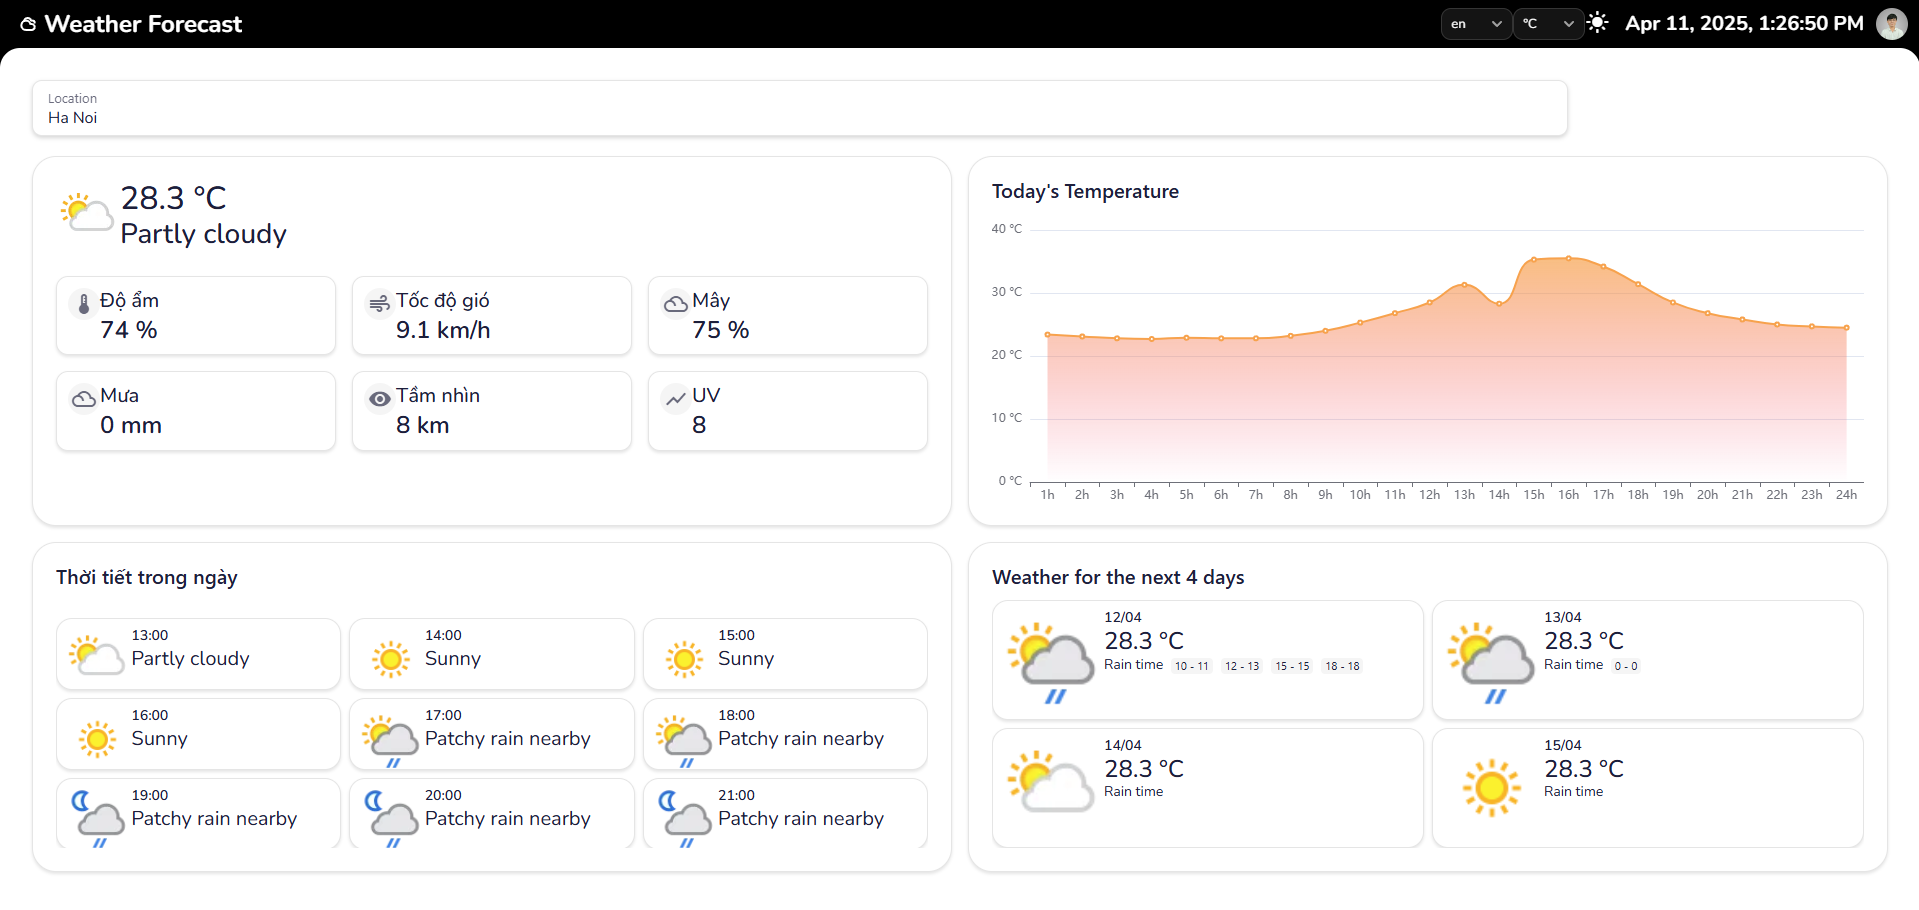 Weather Forecast
en
°C
Apr 11, 2025, 1:26:50 PM
Location
Ha Noi
28.3 °C
Partly cloudy
Độ ẩm
74 %
Tốc độ gió
9.1 km/h
Mây
75 %
Mưa
0 mm
Tầm nhìn
8 km
UV
8
Today's Temperature
40 °C
30 °C
20 °C
10 °C
0 °C
1h 2h 3h 4h 5h 6h 7h 8h 9h 10h 11h 12h 13h 14h 15h 16h 17h 18h 19h 20h 21h 22h 23h 24h
Thời tiết trong ngày
13:00
Partly cloudy
14:00
Sunny
15:00
Sunny
16:00
Sunny
17:00
Patchy rain nearby
18:00
Patchy rain nearby
19:00
Patchy rain nearby
20:00
Patchy rain nearby
21:00
Patchy rain nearby
Weather for the next 4 days
12/04
28.3 °C
Rain time 10 - 11 12 - 13 15 - 15 18 - 18
13/04
28.3 °C
Rain time 0 - 0
14/04
28.3 °C
Rain time
15/04
28.3 °C
Rain time